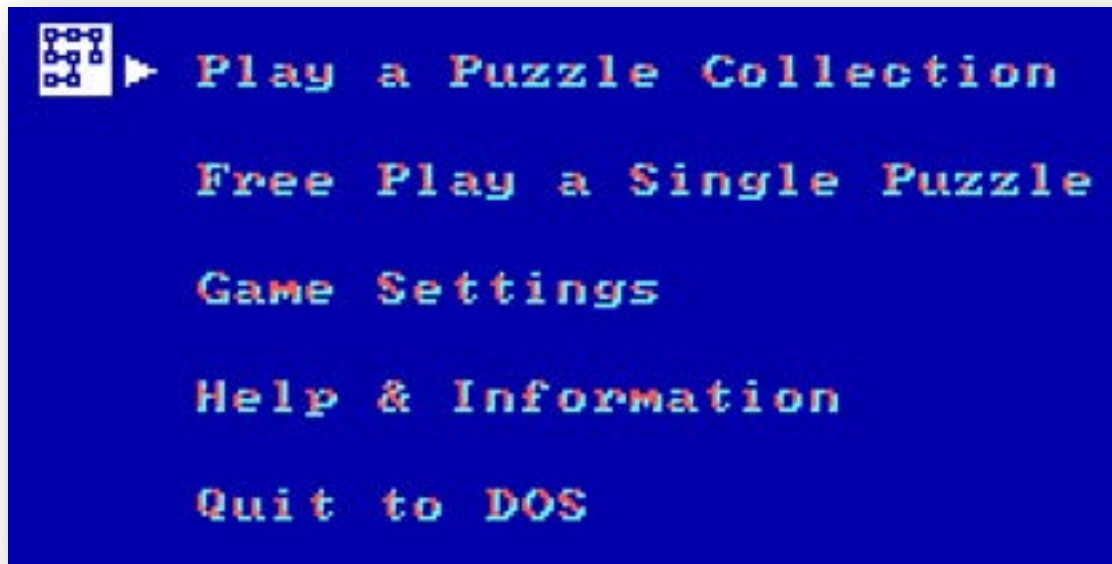 Play a Puzzle Collection
Free Play a Single Puzzle
Game Settings
Help & Information
Quit to DOS